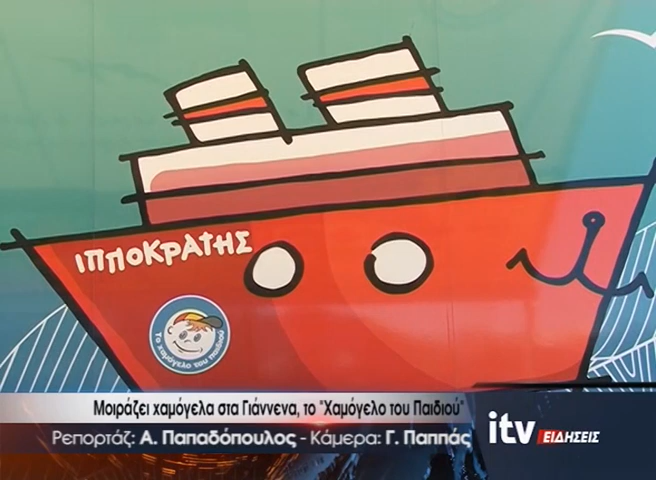 ΙΠΠΟΚΡΑΤΗΣ
Το χαμόγελο του παιδιού
Μοιράζει χαμόγελα στα Γιάννενα, το "Χαμόγελο του Παιδιού"
Ρεπορτάζ: Α. Παπαδόπουλος - Κάμερα: Γ. Παππάς
itv ΕΙΔΗΣΕΙΣ